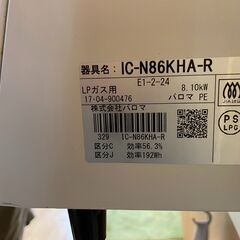 器具名: IC-N86KHA-R
E1-2-24
LPガス用 8.10kW
17・04-900476 パロマ PE
株式会社パロマ
329 IC-N86KHA-R
区分C 効率56.3%
区分J 効率192Wh
PS
LPG